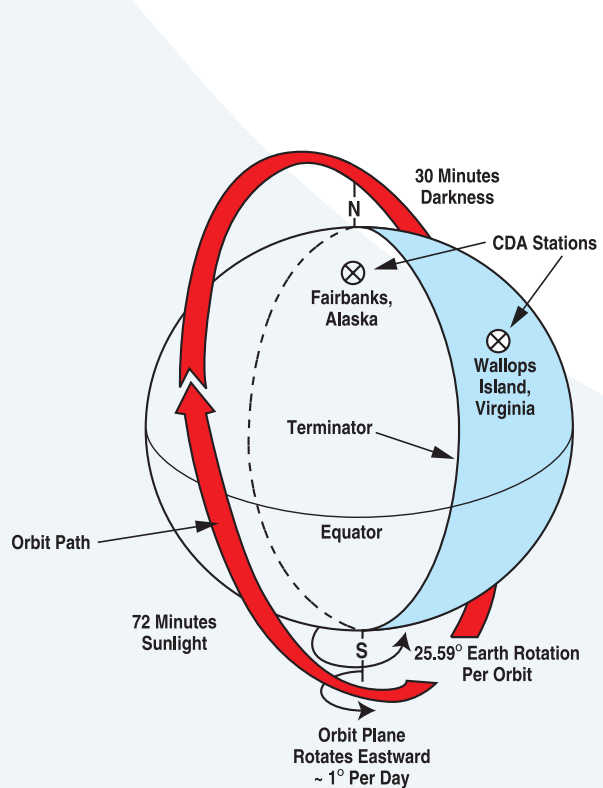 30 Minutes
Darkness
N
CDA Stations
Fairbanks,
Alaska
Wallops
Island,
Virginia
Terminator
Equator
Orbit Path
72 Minutes
Sunlight
S
25.59° Earth Rotation
Per Orbit
Orbit Plane
Rotates Eastward
~ 1° Per Day